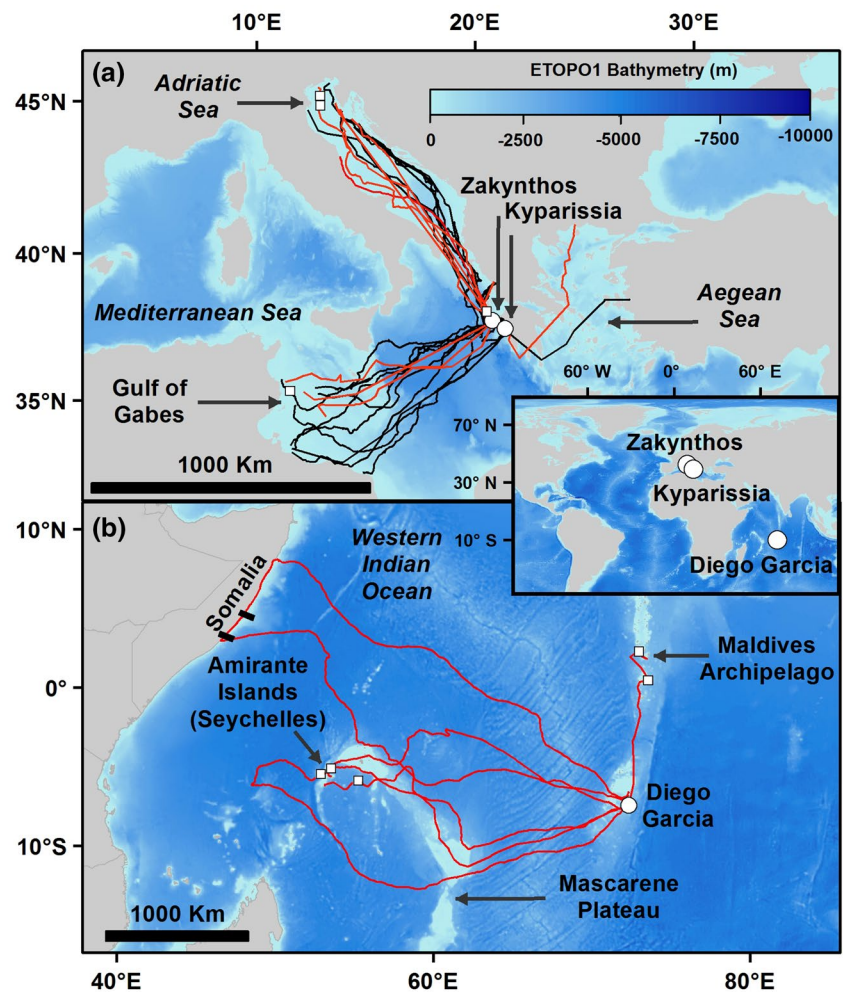 10°E 20°E 30°E
(a)
Adriatic
Sea
ETOPO1 Bathymetry (m)
0 -2500 -5000 -7500 -10000
45°N
40°N
35°N
Zakynthos
Kyparissia
Mediterranean Sea
Aegean
Sea
Gulf of
Gabes
1000 Km
60° W 0° 60° E
70° N
30° N
10° S
Zakynthos
Kyparissia
Diego Garcia
(b)
10°N
0°
10°S
Western
Indian
Ocean
Somalia
Amirante
Islands
(Seychelles)
Maldives
Archipelago
Diego
Garcia
Mascarene
Plateau
1000 Km
40°E 60°E 80°E